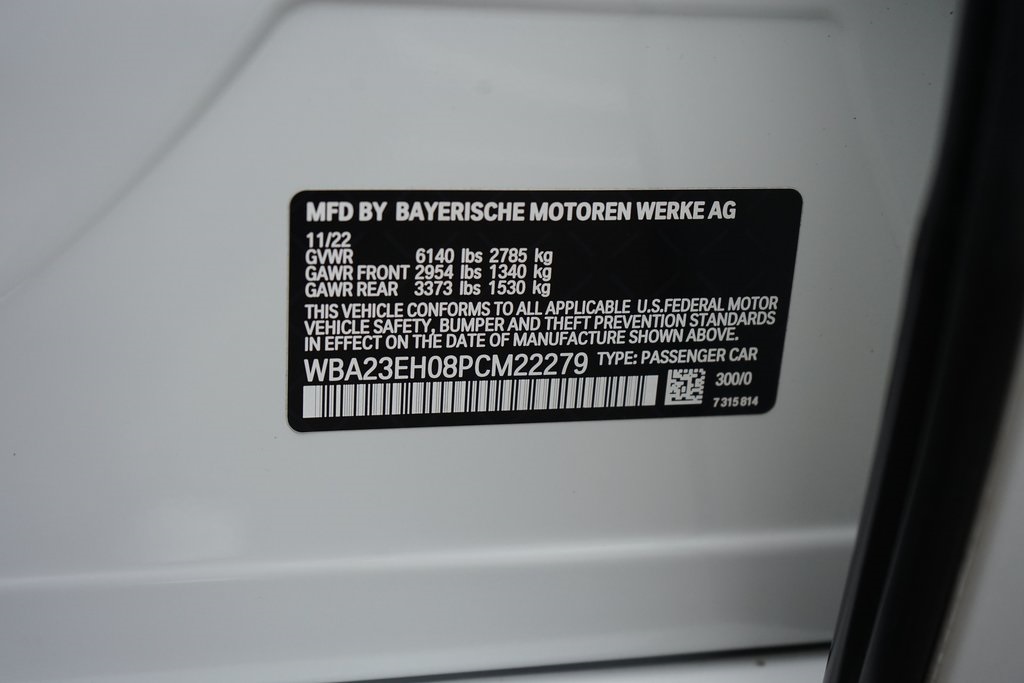 MFD BY BAYERISCHE MOTOREN WERKE AG
11/22
GVWR 6140 lbs 2785 kg
GAWR FRONT 2954 lbs 1340 kg
GAWR REAR 3373 lbs 1530 kg
THIS VEHICLE CONFORMS TO ALL APPLICABLE U.S.FEDERAL MOTOR
VEHICLE SAFETY, BUMPER AND THEFT PREVENTION STANDARDS
IN EFFECT ON THE DATE OF MANUFACTURE SHOWN ABOVE.
WBA23EH08PCM22279 TYPE: PASSENGER CAR
300/0
7 315 814